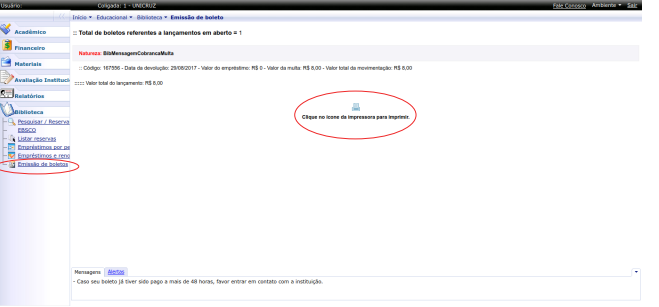 Usuário:
Coligada: 1 - UNICRUZ
Fale Conosco
Ambiente
Sair
Início
Educacional
Biblioteca
Emissão de boleto
Acadêmico
Financeiro
Materiais
Avaliação Instituci
Relatórios
Biblioteca
Pesquisar / Reserva
EBSCO
Listar reservas
Empréstimos por pe
Empréstimos e reno
Emissão de boletos
:: Total de boletos referentes a lançamentos em aberto = 1
Natureza: BibMensagemCobrancaMulta
:: Código: 167596 - Data da devolução: 29/08/2017 - Valor do empréstimo: R$ 0 - Valor da multa: R$ 8,00 - Valor total da movimentação: R$ 8,00
::::: Valor total do lançamento: R$ 8,00
Clique no ícone da impressora para imprimir.
Mensagens
Alertas
- Caso seu boleto já tiver sido pago a mais de 48 horas, favor entrar em contato com a instituição.